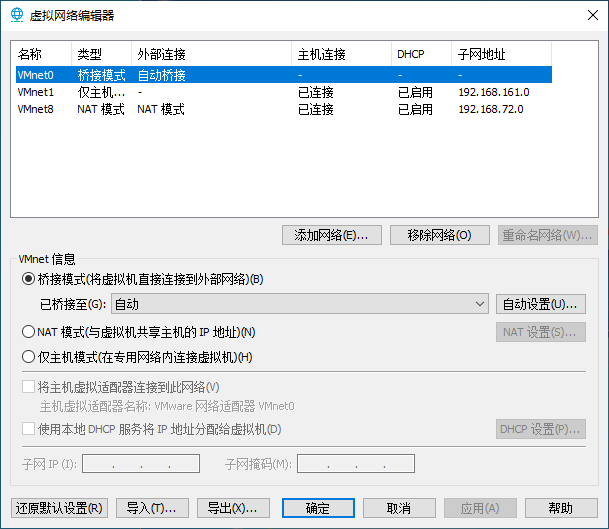 虚拟网络编辑器
名称 类型 外部连接 主机连接 DHCP 子网地址
VMnet0 桥接模式 自动桥接 - - -
VMnet1 仅主机... - 已连接 已启用 192.168.161.0
VMnet8 NAT 模式 NAT 模式 已连接 已启用 192.168.72.0
添加网络(E)... 移除网络(O) 重命名网络(W)...
VMnet 信息
桥接模式(将虚拟机直接连接到外部网络)(B)
已桥接至(G): 自动 自动设置(U)...
NAT 模式(与虚拟机共享主机的 IP 地址)(N) NAT 设置(S)...
仅主机模式(在专用网络内连接虚拟机)(H)
将主机虚拟适配器连接到此网络(V)
主机虚拟适配器名称: VMware 网络适配器 VMnet0
使用本地 DHCP 服务将 IP 地址分配给虚拟机(D) DHCP 设置(P)...
子网 IP (I): . . . 子网掩码(M): . . .
还原默认设置(R) 导入(T)... 导出(X)... 确定 取消 应用(A) 帮助